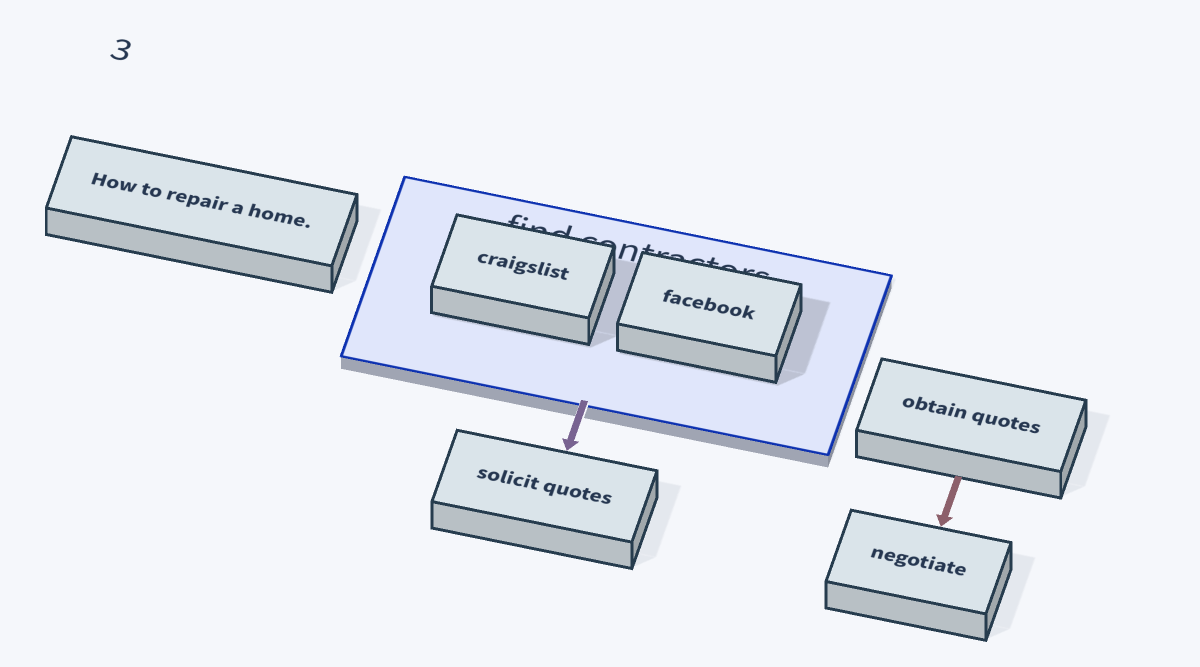 3
How to repair a home.
find contractors
craigslist
facebook
obtain quotes
solicit quotes
negotiate